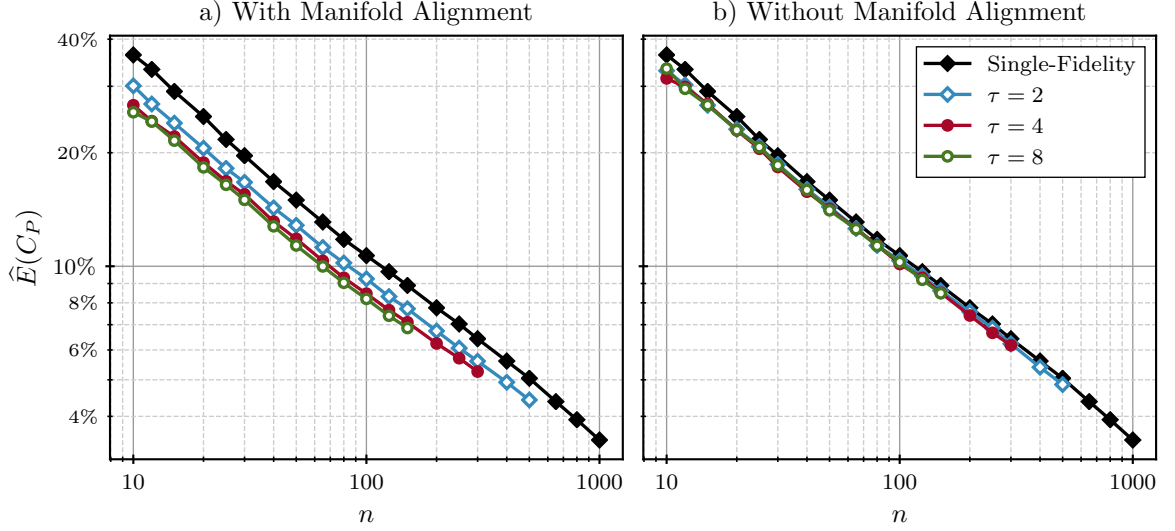 a) With Manifold Alignment
b) Without Manifold Alignment
40%
20%
10%
8%
6%
4%
Ê(C_P)
Single-Fidelity
τ = 2
τ = 4
τ = 8
10
100
1000
10
100
1000
n
n